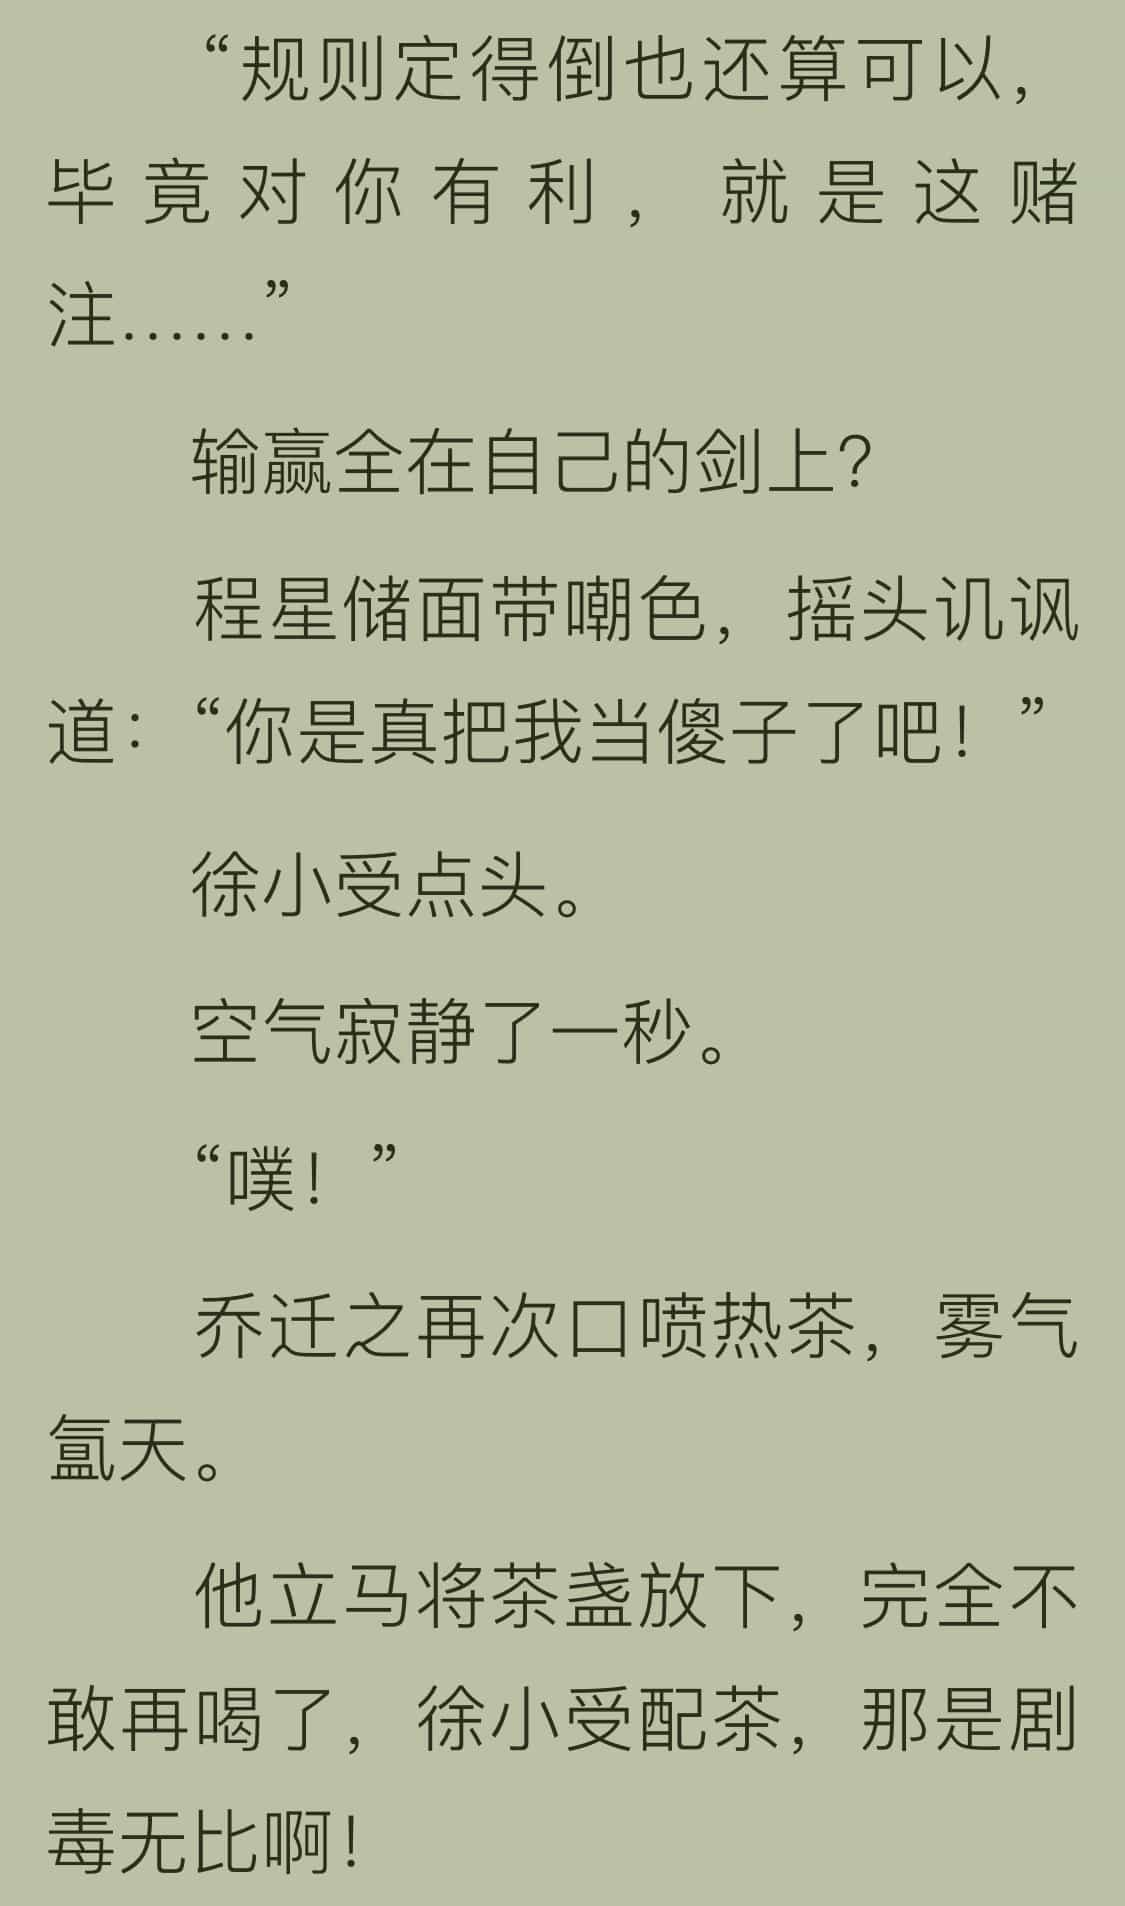 “规则定得倒也还算可以，
毕竟对你有利，就是这赌
注……”
输赢全在自己的剑上？
程星储面带嘲色，摇头讥讽
道：“你是真把我当傻子了吧！”
徐小受点头。
空气寂静了一秒。
“噗！”
乔迁之再次口喷热茶，雾气
氲天。
他立马将茶盏放下，完全不
敢再喝了，徐小受配茶，那是剧
毒无比啊！